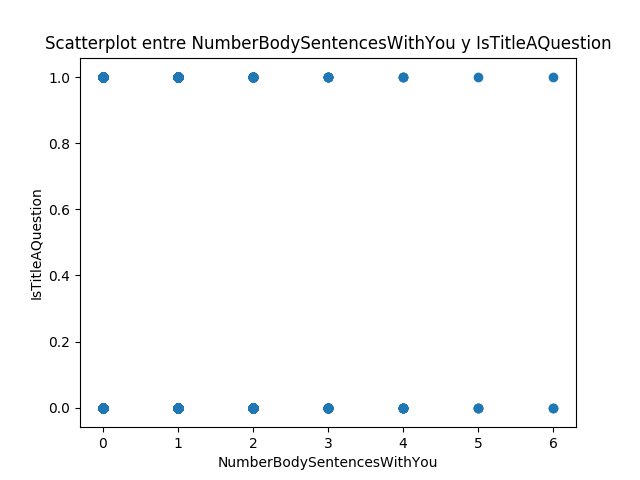 Scatterplot entre NumberBodySentencesWithYou y IsTitleAQuestion
1.0
0.8
0.6
0.4
0.2
0.0
IsTitleAQuestion
0 1 2 3 4 5 6
NumberBodySentencesWithYou